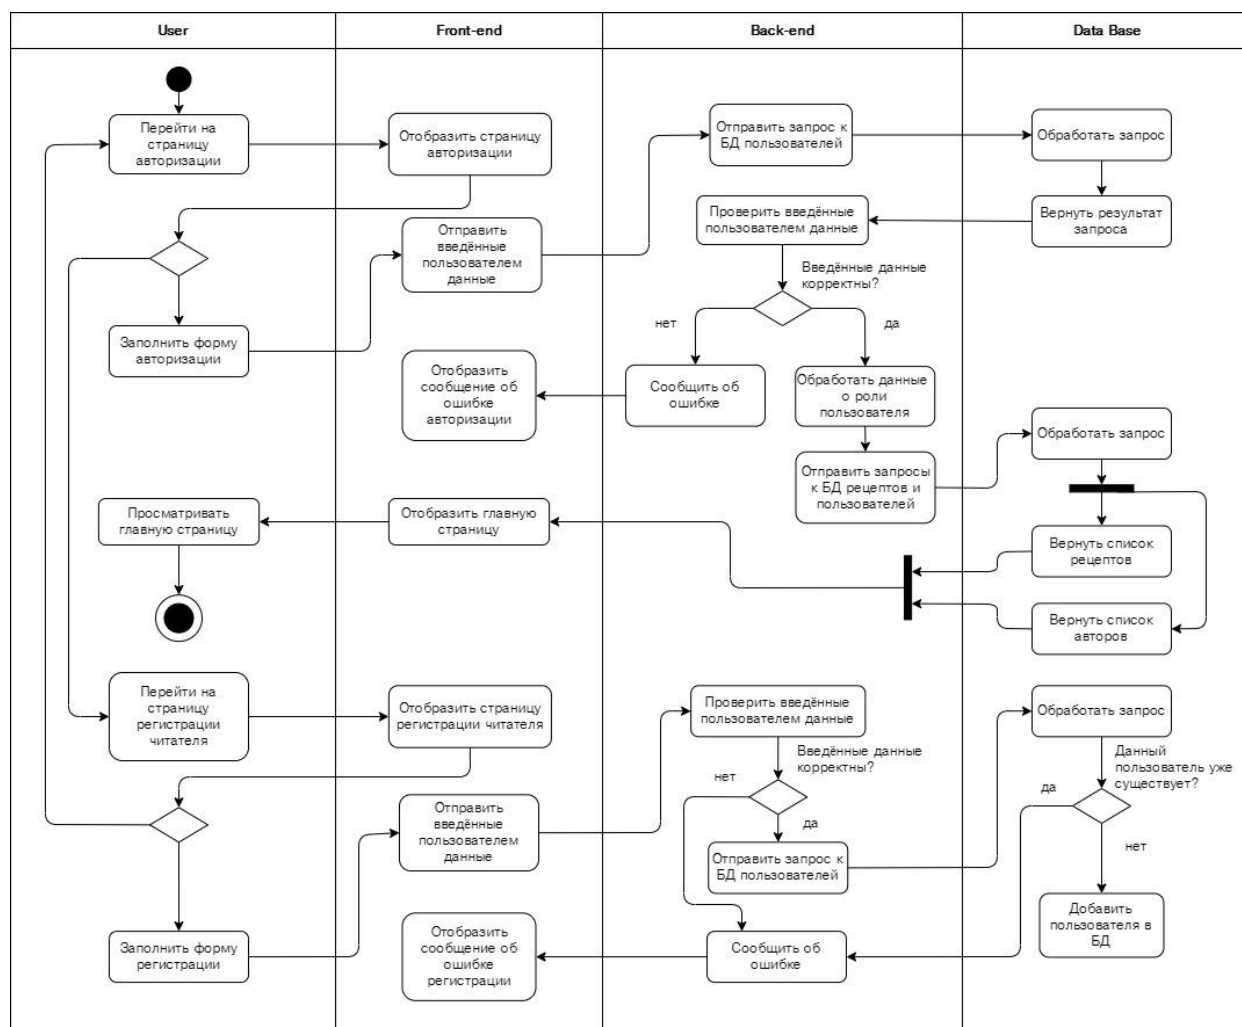 User
Front-end
Back-end
Data Base
Перейти на
страницу
авторизации
Отобразить страницу
авторизации
Отправить запрос к
БД пользователей
Обработать запрос
Отправить
введённые
пользователем
данные
Проверить введённые
пользователем данные
Вернуть результат
запроса
Введённые данные
корректны?
нет
да
Заполнить форму
авторизации
Отобразить
сообщение об
ошибке
авторизации
Сообщить об
ошибке
Обработать данные
о роли
пользователя
Обработать запрос
Отправить запросы
к БД рецептов и
пользователей
Просматривать
главную страницу
Отобразить главную
страницу
Вернуть список
рецептов
Вернуть список
авторов
Перейти на
страницу
регистрации
читателя
Отобразить страницу
регистрации читателя
Проверить введённые
пользователем данные
Обработать запрос
Введённые данные
корректны?
Данный
пользователь уже
существует?
нет
да
да
нет
Отправить
введённые
пользователем
данные
Отправить запрос к
БД пользователей
Добавить
пользователя в
БД
Заполнить форму
регистрации
Отобразить
сообщение об
ошибке
регистрации
Сообщить об
ошибке